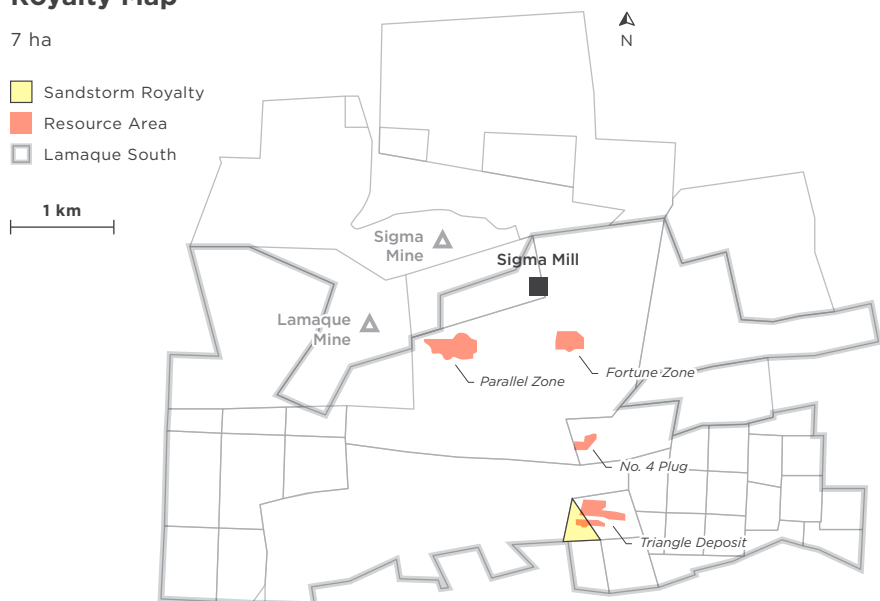 Royalty Map
7 ha
Sandstorm Royalty
Resource Area
Lamaque South
1 km
N
Sigma
Mine
Sigma Mill
Lamaque
Mine
Parallel Zone
Fortune Zone
No. 4 Plug
Triangle Deposit